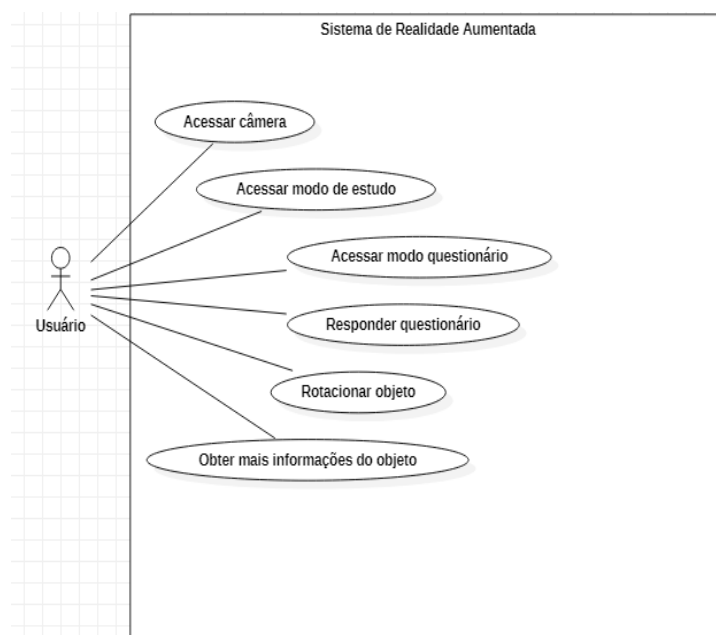 Sistema de Realidade Aumentada
Acessar câmera
Acessar modo de estudo
Acessar modo questionário
Usuário
Responder questionário
Rotacionar objeto
Obter mais informações do objeto